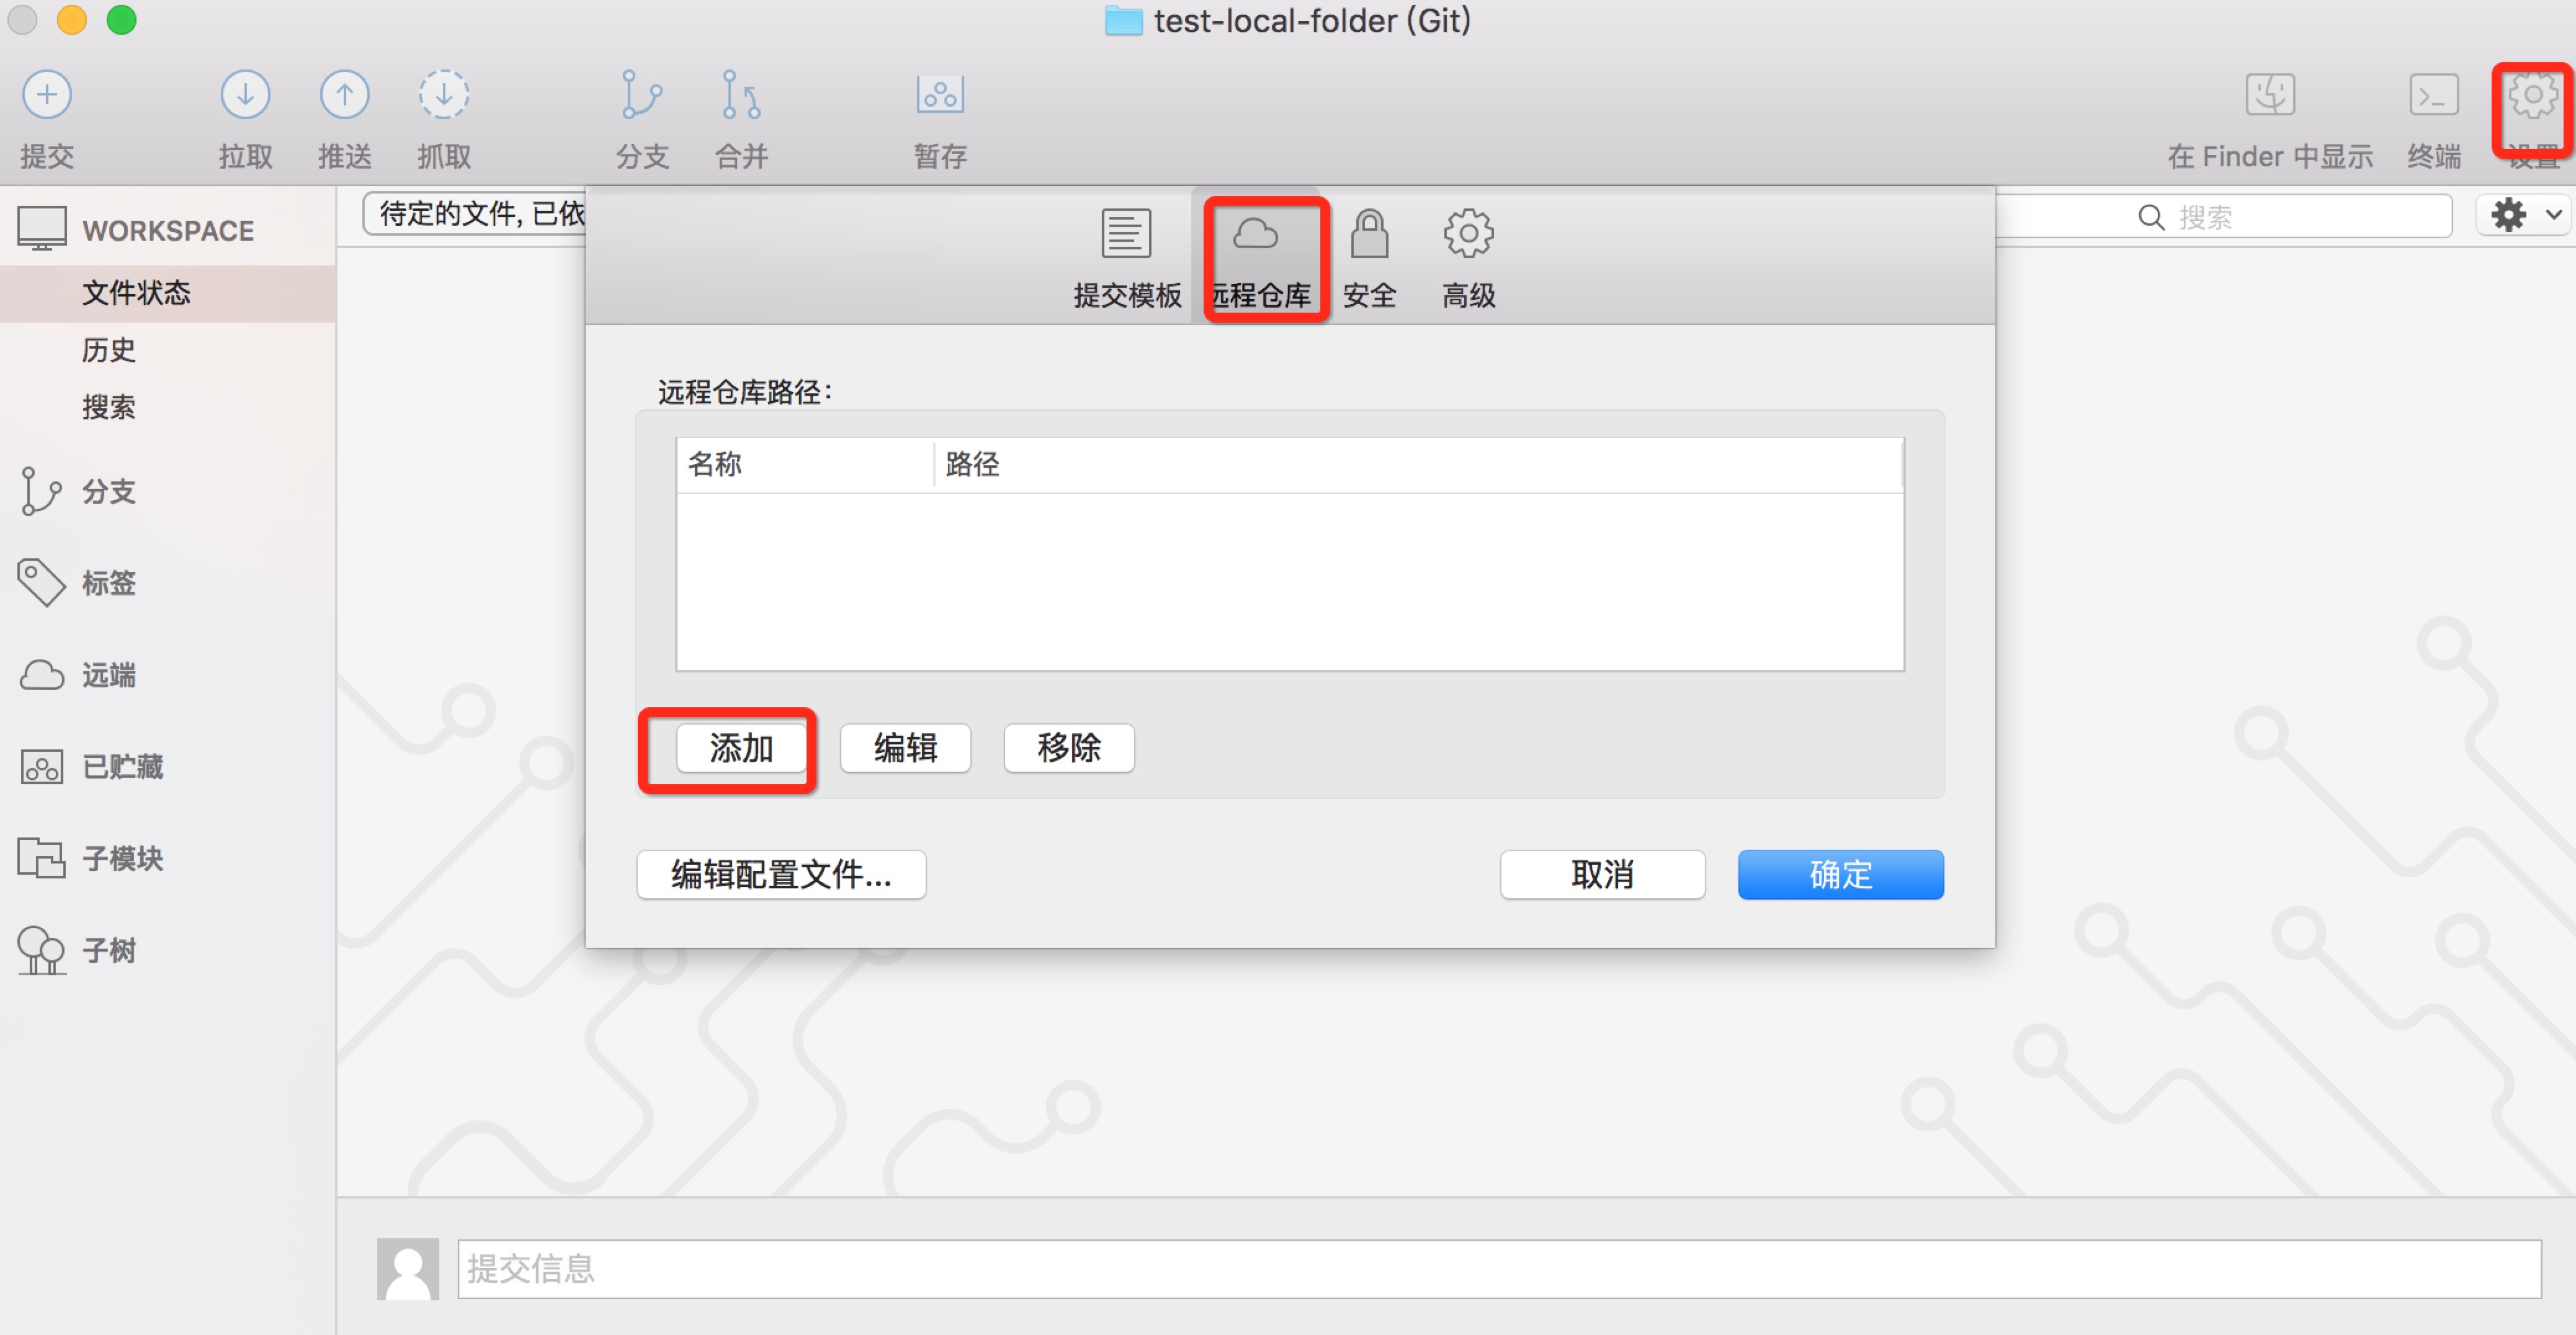 test-local-folder (Git)
提交 拉取 推送 抓取 分支 合并 暂存 在 Finder 中显示 终端 设置
WORKSPACE
文件状态
历史
搜索
分支
标签
远端
已贮藏
子模块
子树
待定的文件, 已依
搜索
提交模板 远程仓库 安全 高级
远程仓库路径:
名称 路径
添加 编辑 移除
编辑配置文件... 取消 确定
提交信息